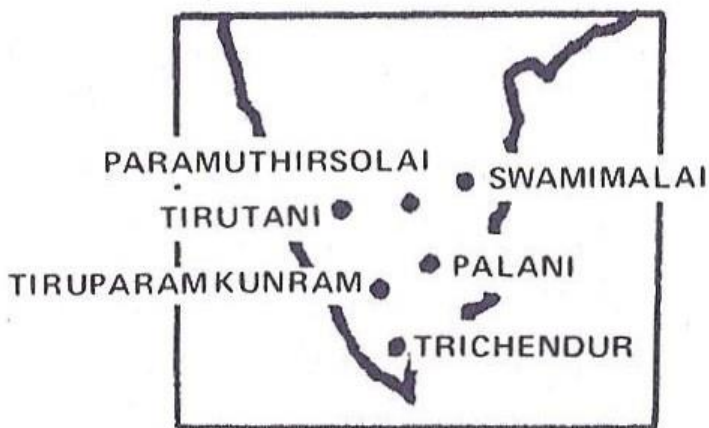 PARAMUTHIRSOLAI
SWAMIMALAI
TIRUTANI
PALANI
TIRUPARAMKUNRAM
TRICHENDUR